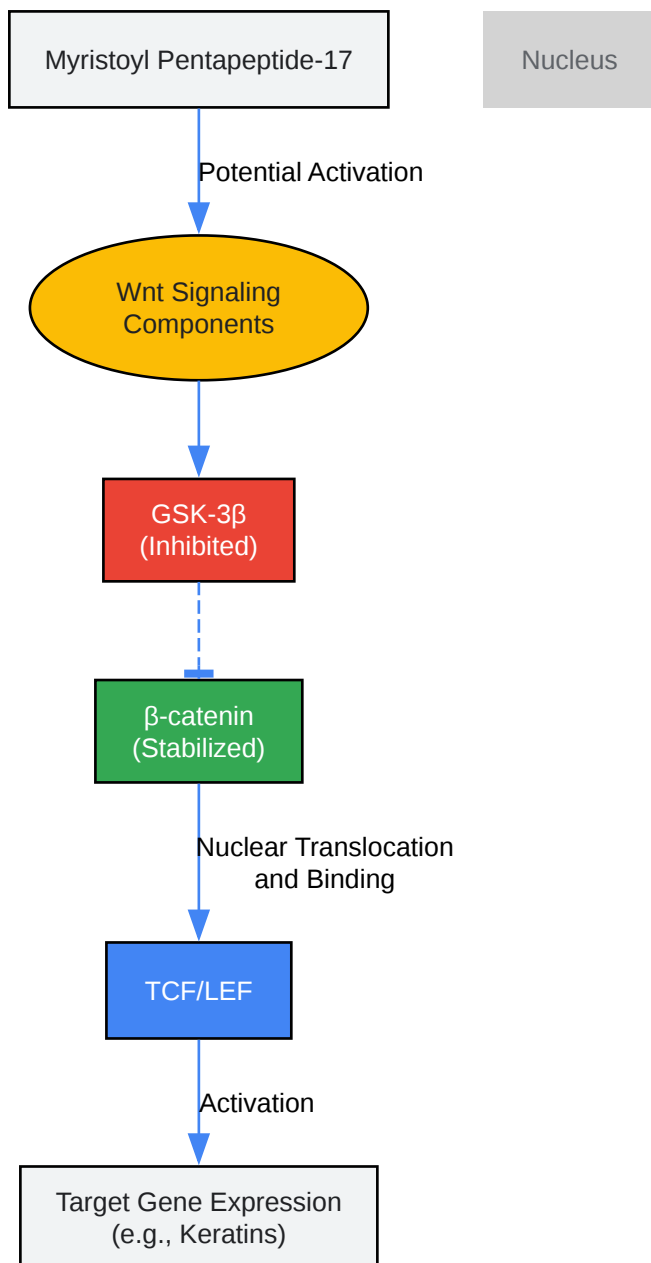 Myristoyl Pentapeptide-17
Nucleus
Potential Activation
Wnt Signaling
Components
GSK-3β
(Inhibited)
β-catenin
(Stabilized)
Nuclear Translocation
and Binding
TCF/LEF
Activation
Target Gene Expression
(e.g., Keratins)